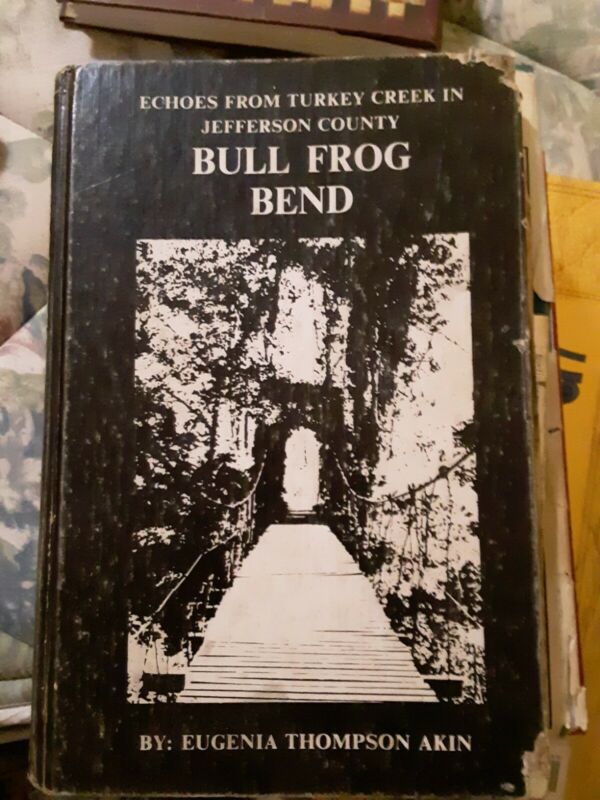 ECHOES FROM TURKEY CREEK IN
JEFFERSON COUNTY
BULL FROG
BEND
BY: EUGENIA THOMPSON AKIN